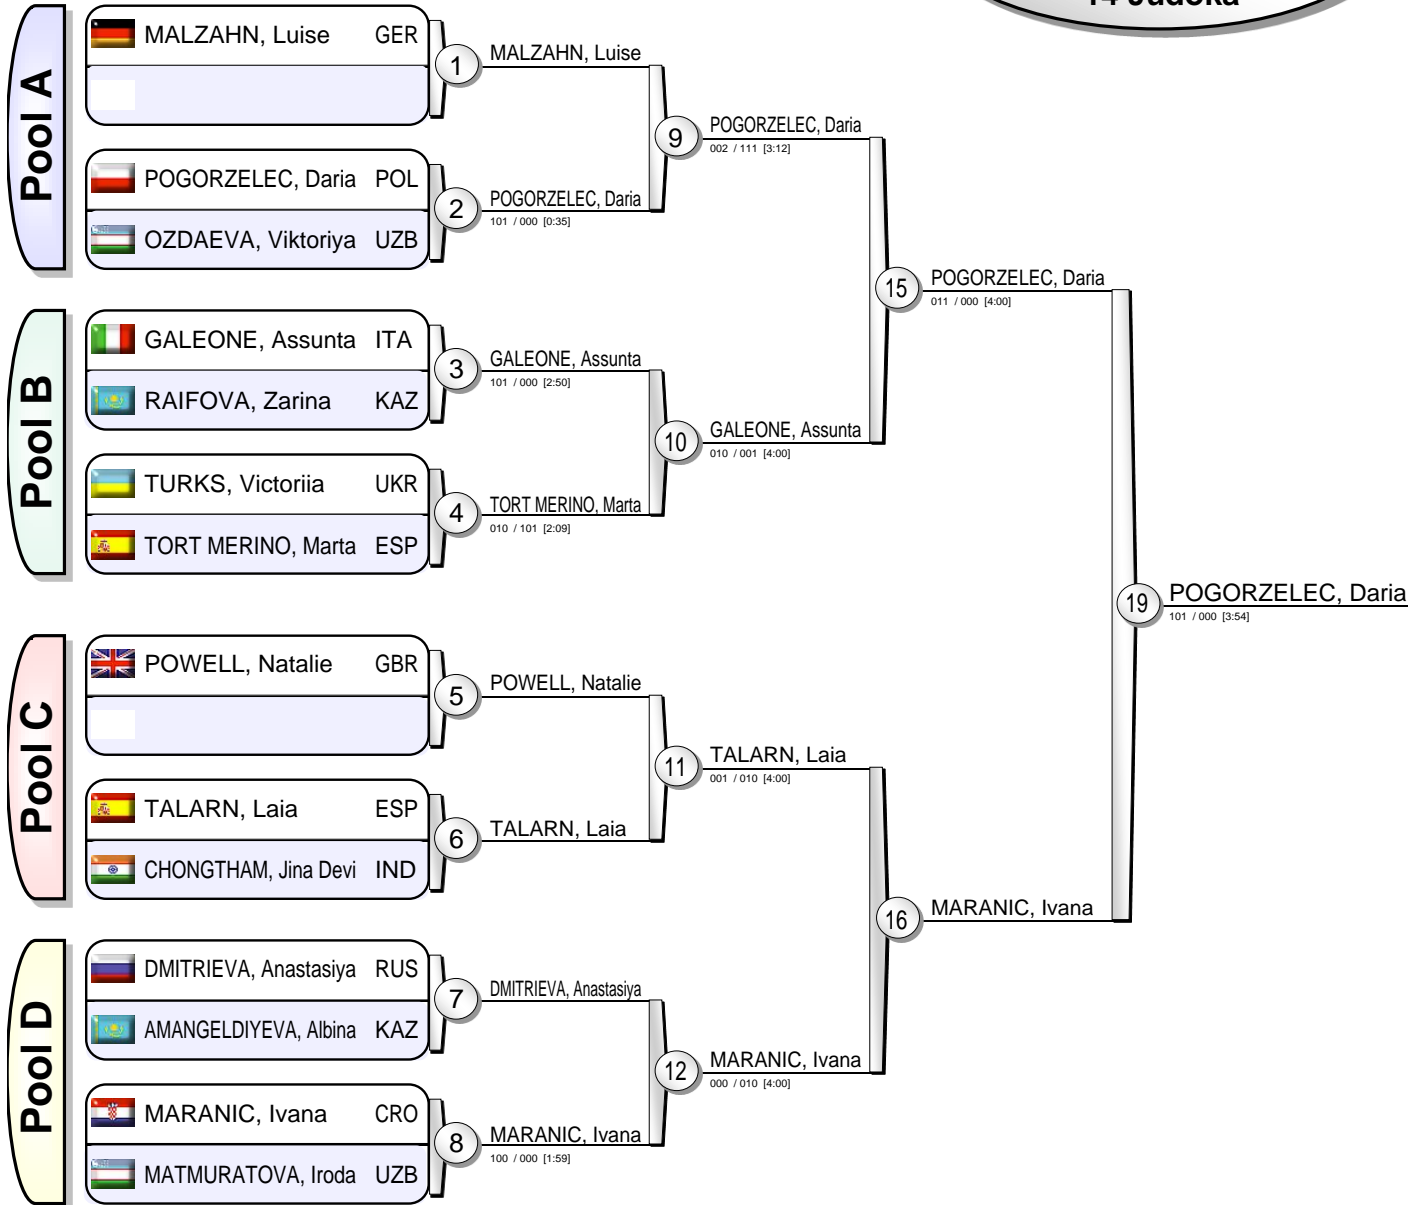 14 Judoka
Pool A
MALZAHN, Luise GER
POGORZELEC, Daria POL
OZDAEVA, Viktoriya UZB
Pool B
GALEONE, Assunta ITA
RAIFOVA, Zarina KAZ
TURKS, Victoriia UKR
TORT MERINO, Marta ESP
Pool C
POWELL, Natalie GBR
TALARN, Laia ESP
CHONGTHAM, Jina Devi IND
Pool D
DMITRIEVA, Anastasiya RUS
AMANGELDIYEVA, Albina KAZ
MARANIC, Ivana CRO
MATMURATOVA, Iroda UZB
1 MALZAHN, Luise
2 POGORZELEC, Daria
101 / 000 [0:35]
3 GALEONE, Assunta
101 / 000 [2:50]
4 TORT MERINO, Marta
010 / 101 [2:09]
5 POWELL, Natalie
6 TALARN, Laia
7 DMITRIEVA, Anastasiya
8 MARANIC, Ivana
100 / 000 [1:59]
9 POGORZELEC, Daria
002 / 111 [3:12]
10 GALEONE, Assunta
010 / 001 [4:00]
11 TALARN, Laia
001 / 010 [4:00]
12 MARANIC, Ivana
000 / 010 [4:00]
15 POGORZELEC, Daria
011 / 000 [4:00]
16 MARANIC, Ivana
19 POGORZELEC, Daria
101 / 000 [3:54]